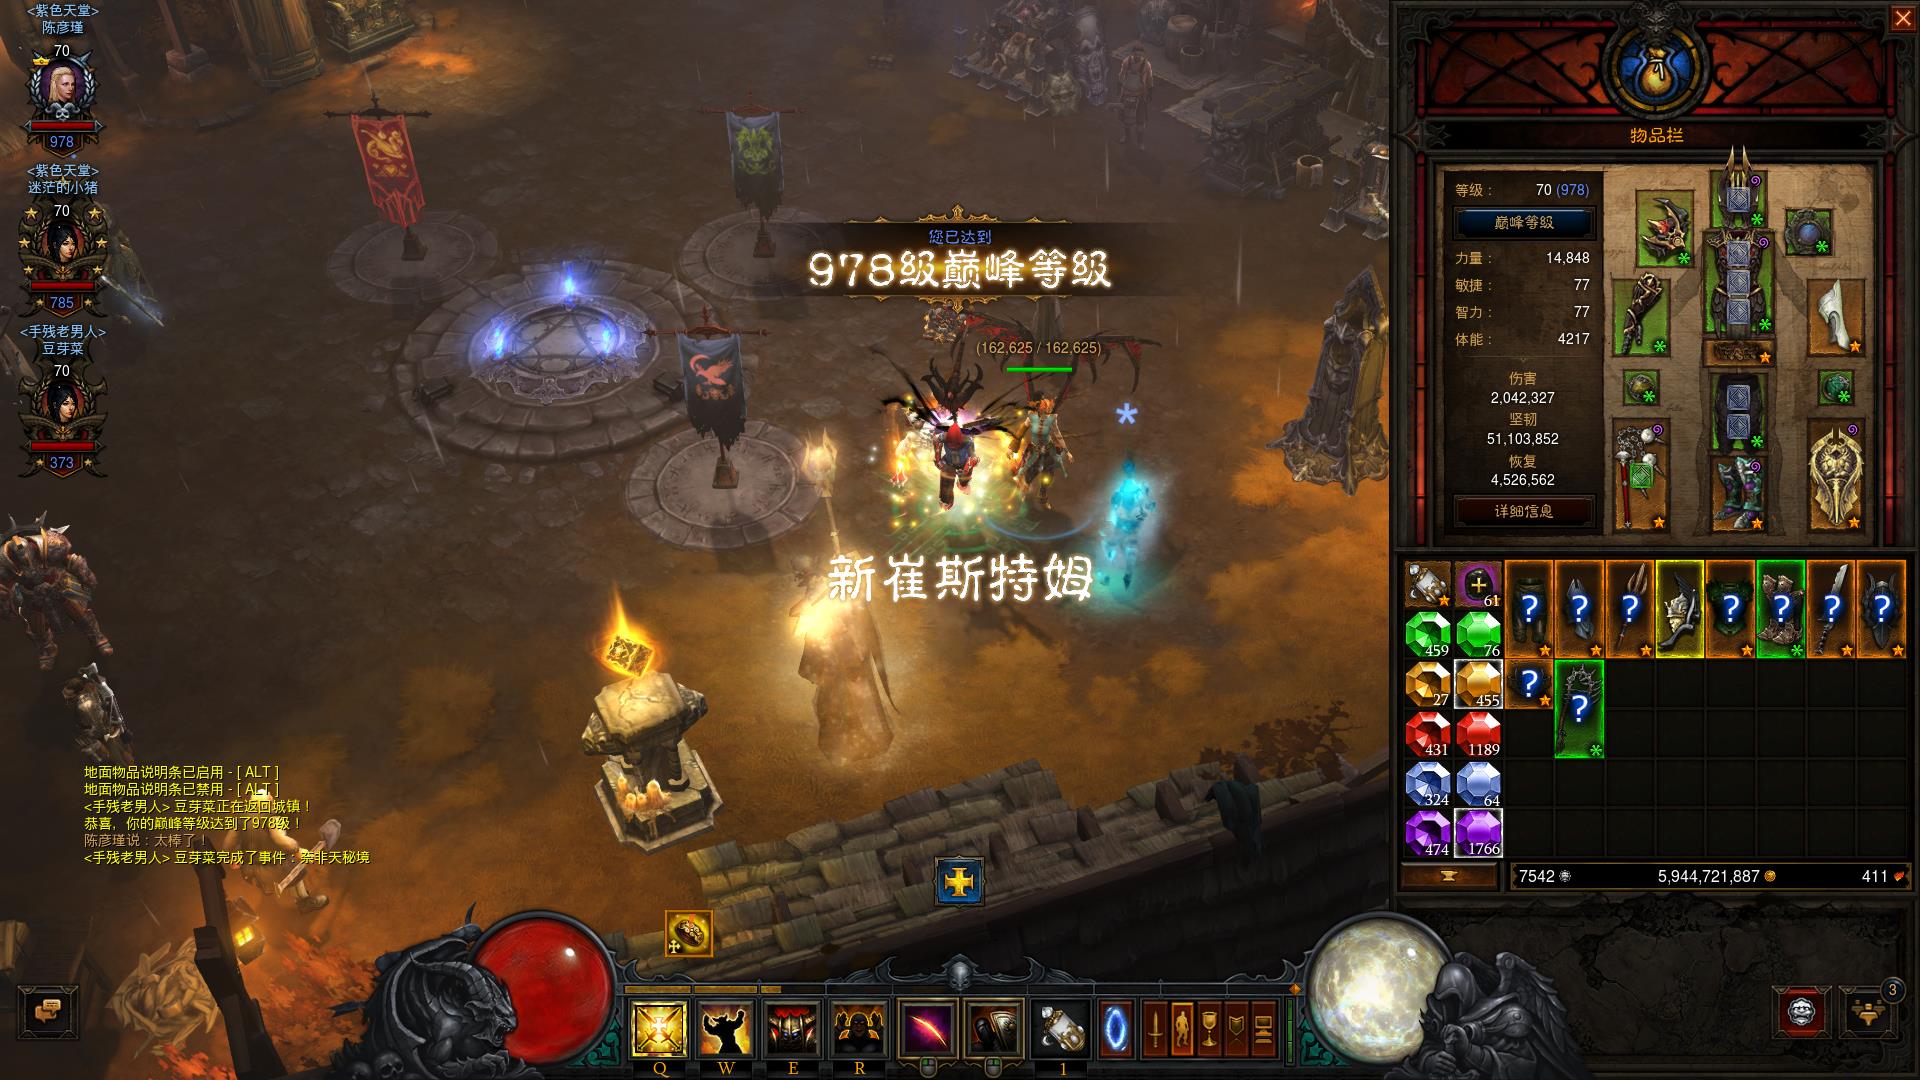 <紫色天堂>
陈彦瑾
70
978
<紫色天堂>
迷茫的小猪
70
785
<手残老男人>
豆芽菜
70
373
您已达到
978级巅峰等级
(162,625 / 162,625)
新崔斯特姆
地面物品说明条已启用 - [ ALT ]
地面物品说明条已禁用 - [ ALT ]
<手残老男人> 豆芽菜正在返回城镇！
恭喜，你的巅峰等级达到了978级！
陈彦瑾说：太棒了！
<手残老男人> 豆芽菜完成了事件：奈非天秘境
Q
W
E
R
1
物品栏
等级： 70 (978)
巅峰等级
力量： 14,848
敏捷： 77
智力： 77
体能： 4217
伤害
2,042,327
坚韧
51,103,852
恢复
4,526,562
详细信息
61
? ? ? ? ? ? ?
459 76
27 455 ? ?
431 1189
324 64
474 1766
7542 5,944,721,887 411
3